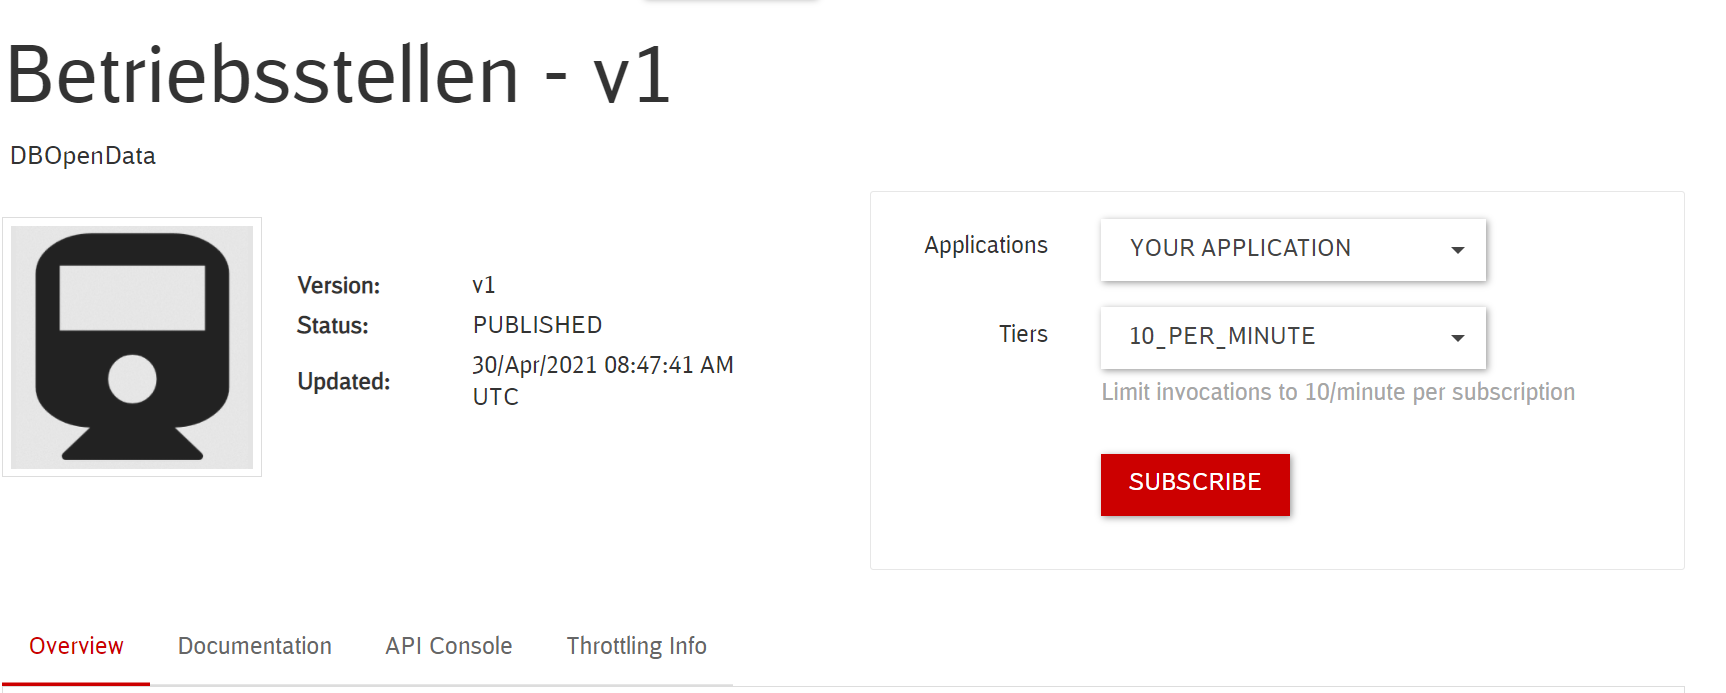 Betriebsstellen - v1
DBOpenData
Version: v1
Status: PUBLISHED
Updated: 30/Apr/2021 08:47:41 AM
UTC
Applications YOUR APPLICATION
Tiers 10_PER_MINUTE
Limit invocations to 10/minute per subscription
SUBSCRIBE
Overview Documentation API Console Throttling Info